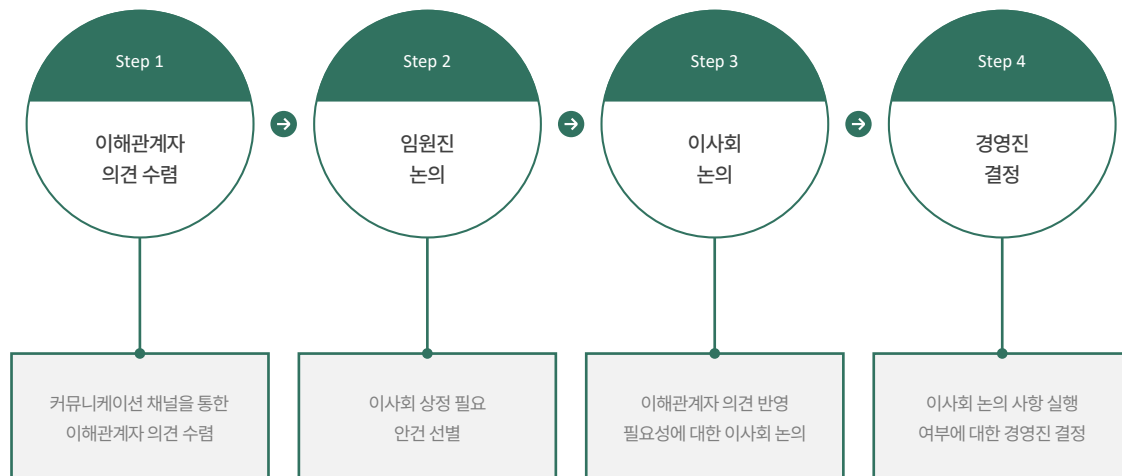 Step 1
이해관계자
의견 수렴
커뮤니케이션 채널을 통한
이해관계자 의견 수렴
Step 2
임원진
논의
이사회 상정 필요
안건 선별
Step 3
이사회
논의
이해관계자 의견 반영
필요성에 대한 이사회 논의
Step 4
경영진
결정
이사회 논의 사항 실행
여부에 대한 경영진 결정